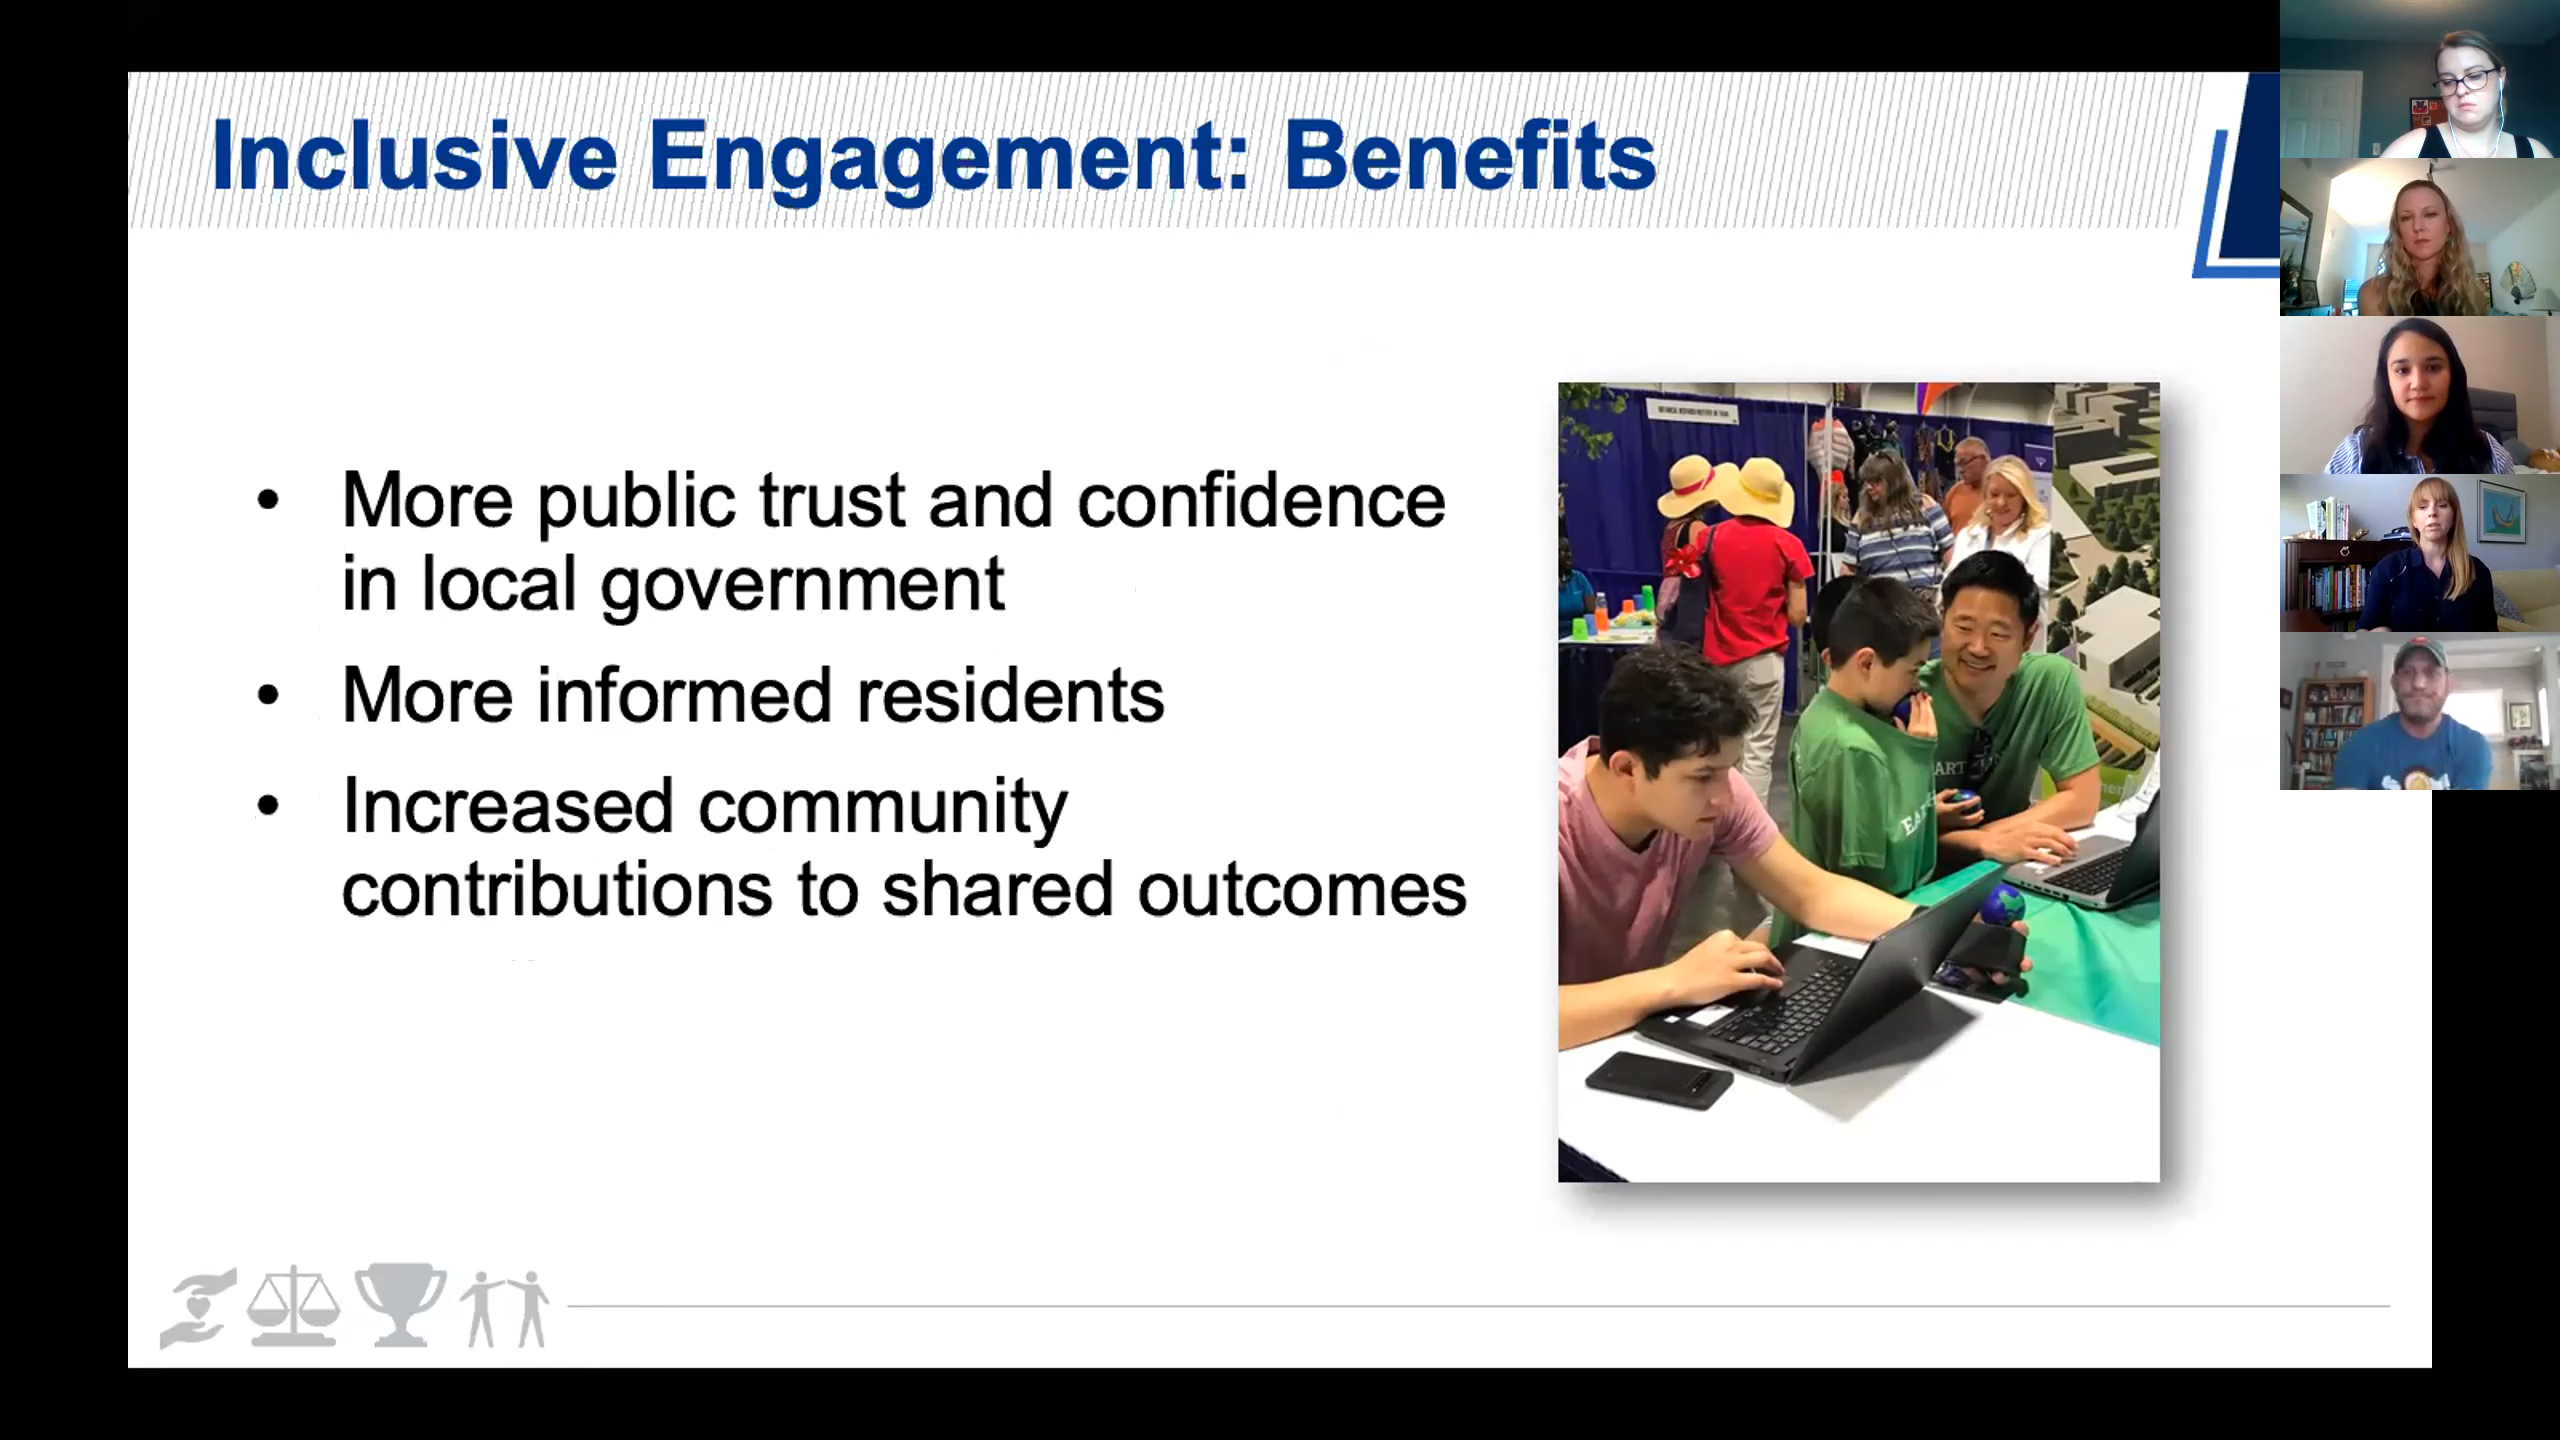 Inclusive Engagement: Benefits
• More public trust and confidence
in local government
• More informed residents
• Increased community
contributions to shared outcomes